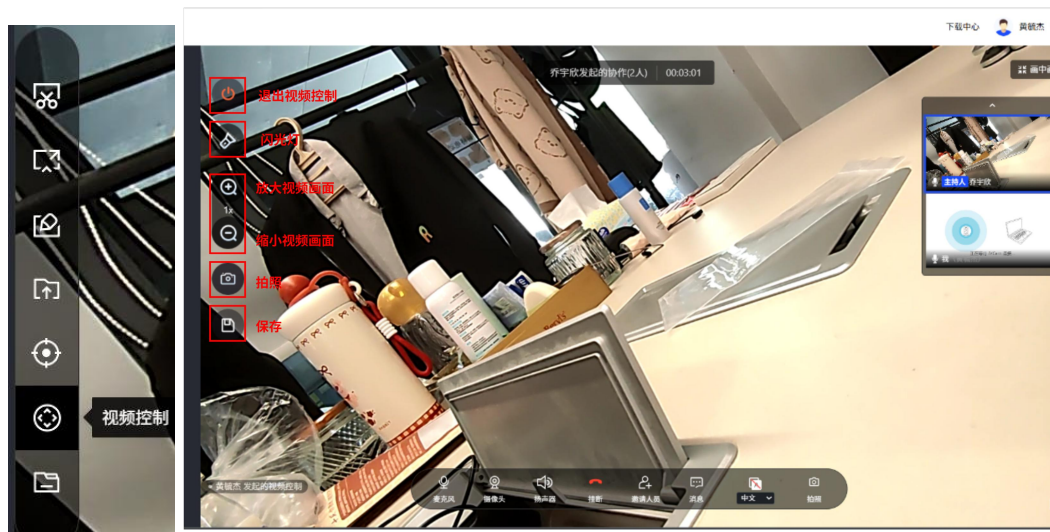 视频控制
下载中心 黄毓杰
乔宇欣发起的协作(2人) 00:03:01
画中
退出视频控制
闪光灯
放大视频画面
1x
缩小视频画面
拍照
保存
主持人 乔宇欣
我
R
黄毓杰 发起的视频控制
麦克风 摄像头 扬声器 挂断 邀请人员 消息 中文 拍照